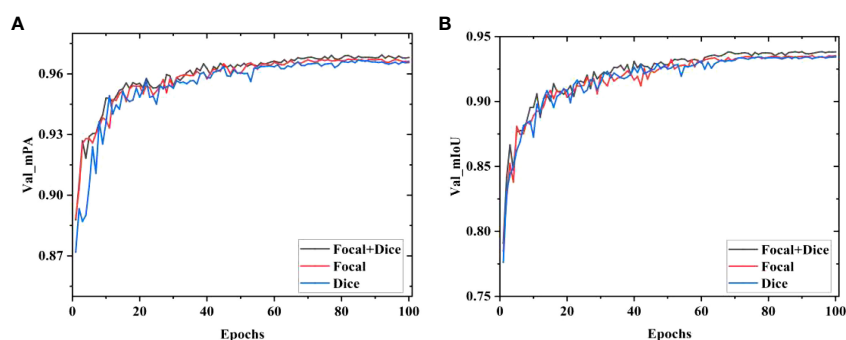 A
Val_mPA
0.96
0.93
0.90
0.87
0 20 40 60 80 100
Epochs
Focal+Dice
Focal
Dice
B
Val_mIoU
0.95
0.90
0.85
0.80
0.75
0 20 40 60 80 100
Epochs
Focal+Dice
Focal
Dice